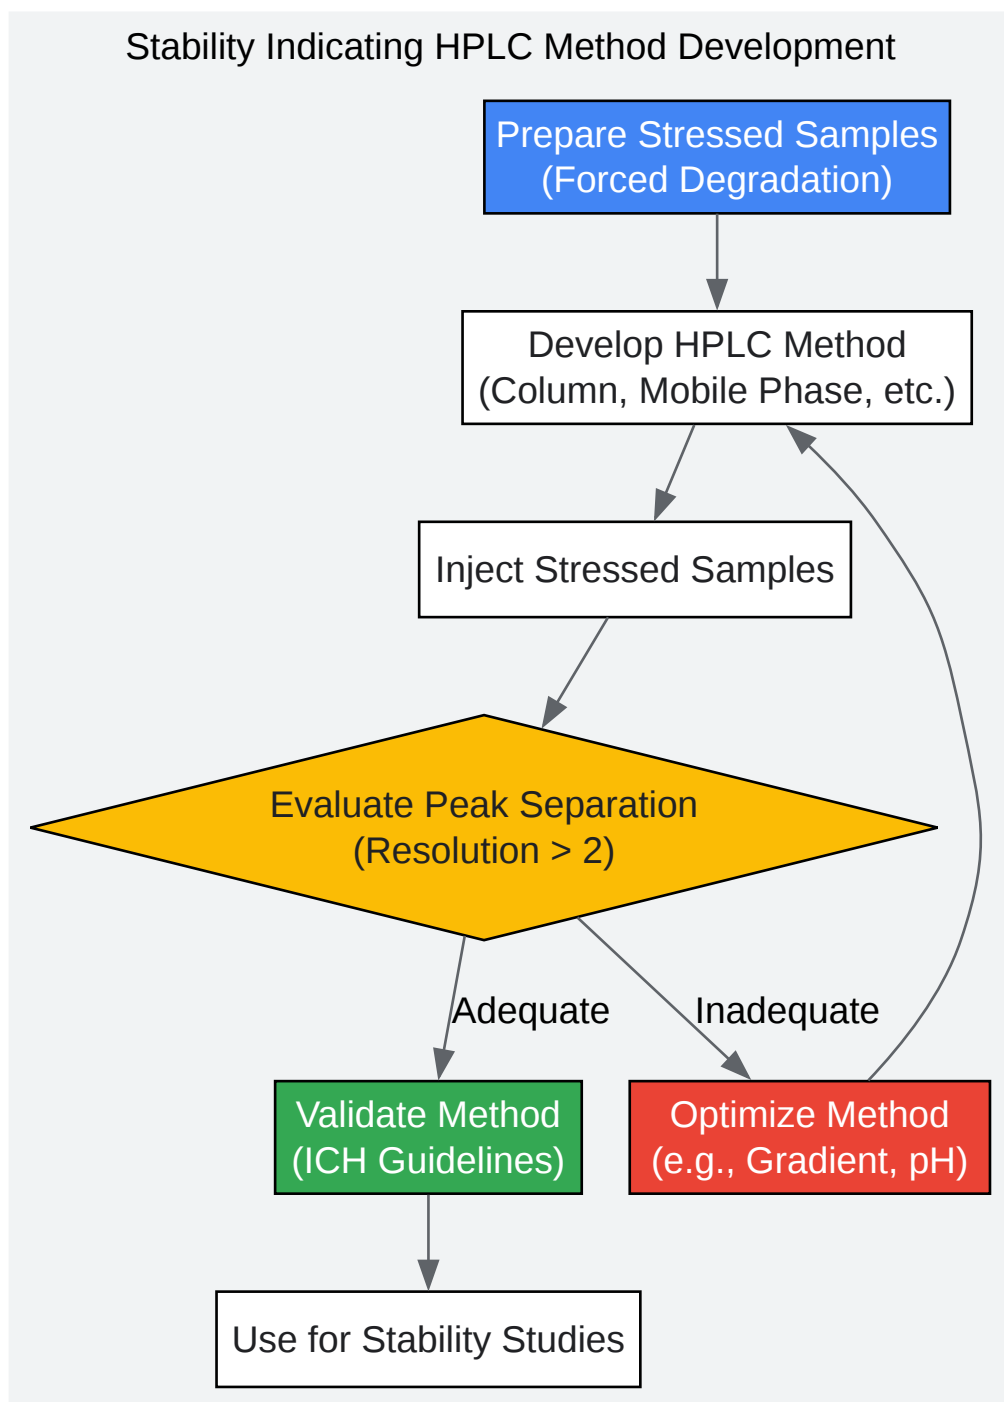 Stability Indicating HPLC Method Development
Prepare Stressed Samples
(Forced Degradation)
Develop HPLC Method
(Column, Mobile Phase, etc.)
Inject Stressed Samples
Evaluate Peak Separation
(Resolution > 2)
Adequate
Inadequate
Validate Method
(ICH Guidelines)
Optimize Method
(e.g., Gradient, pH)
Use for Stability Studies